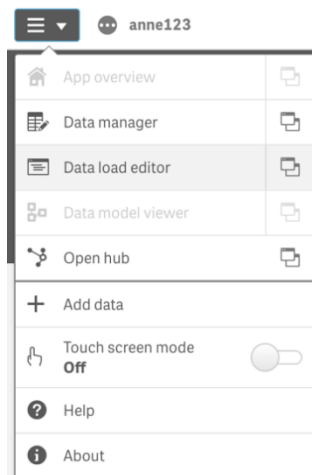 anne123
App overview
Data manager
Data load editor
Data model viewer
Open hub
Add data
Touch screen mode
Off
Help
About